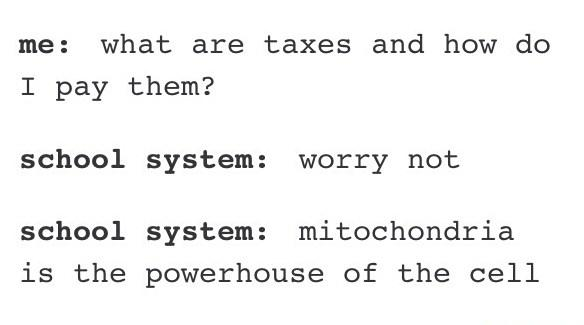 me: what are taxes and how do
I pay them?
school system: worry not
school system: mitochondria
is the powerhouse of the cell